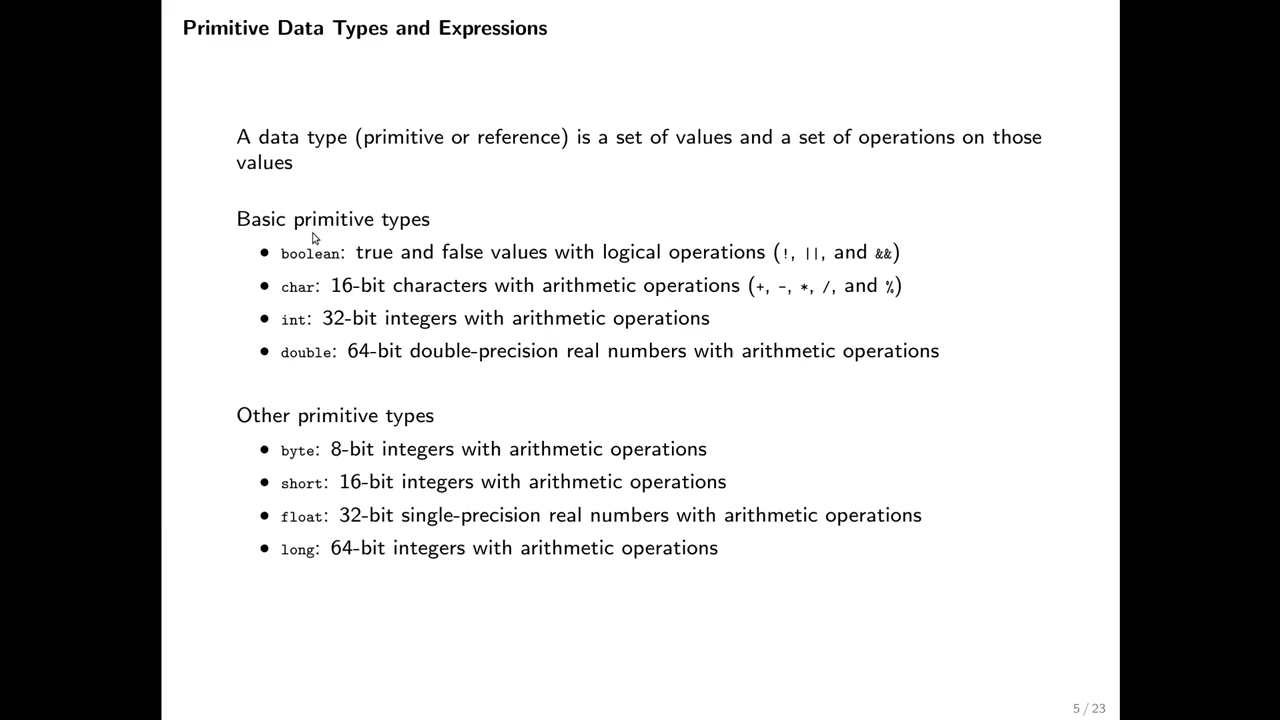 Primitive Data Types and Expressions
A data type (primitive or reference) is a set of values and a set of operations on those
values
Basic primitive types
• boolean: true and false values with logical operations (!, ||, and &&)
• char: 16-bit characters with arithmetic operations (+, -, *, /, and %)
• int: 32-bit integers with arithmetic operations
• double: 64-bit double-precision real numbers with arithmetic operations
Other primitive types
• byte: 8-bit integers with arithmetic operations
• short: 16-bit integers with arithmetic operations
• float: 32-bit single-precision real numbers with arithmetic operations
• long: 64-bit integers with arithmetic operations
5 / 23